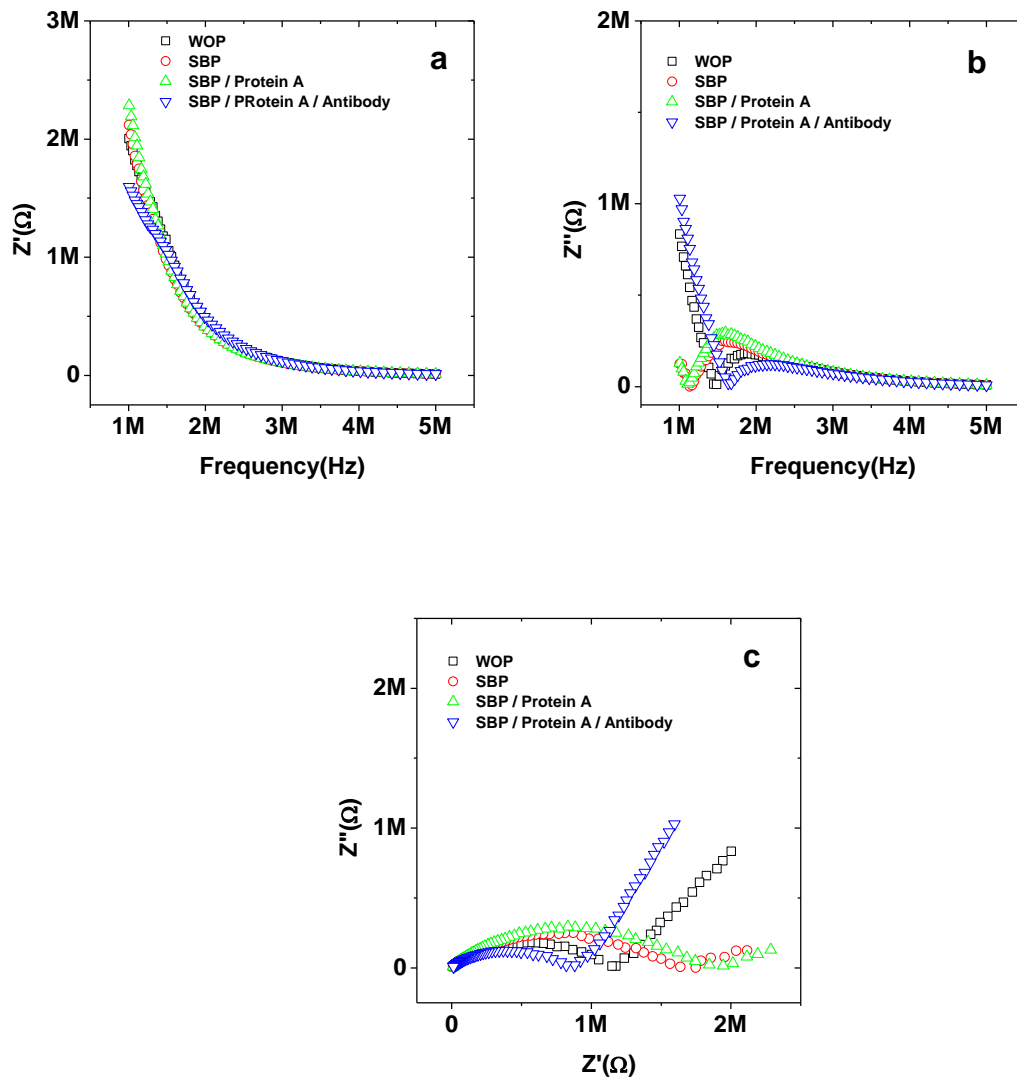 a
3M
2M
1M
0
Z'(Ω)
WOP
SBP
SBP / Protein A
SBP / PRotein A / Antibody
1M 2M 3M 4M 5M
Frequency(Hz)
b
2M
1M
0
Z''(Ω)
WOP
SBP
SBP / Protein A
SBP / Protein A / Antibody
1M 2M 3M 4M 5M
Frequency(Hz)
c
2M
1M
0
Z''(Ω)
WOP
SBP
SBP / Protein A
SBP / Protein A / Antibody
0 1M 2M
Z'(Ω)